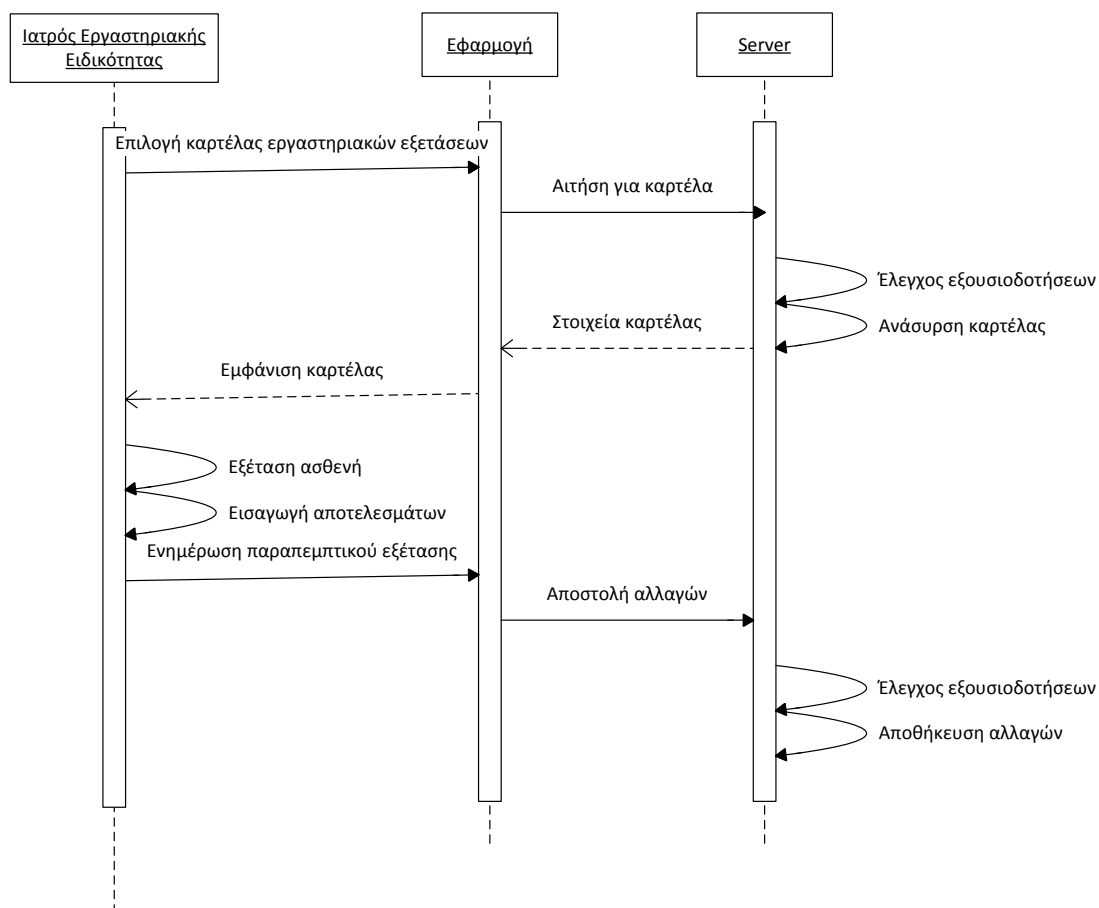 Ιατρός Εργαστηριακής
Ειδικότητας
Εφαρμογή
Server
Επιλογή καρτέλας εργαστηριακών εξετάσεων
Αιτήση για καρτέλα
Έλεγχος εξουσιοδοτήσεων
Στοιχεία καρτέλας
Ανάσυρση καρτέλας
Εμφάνιση καρτέλας
Εξέταση ασθενή
Εισαγωγή αποτελεσμάτων
Ενημέρωση παραπεμπτικού εξέτασης
Αποστολή αλλαγών
Έλεγχος εξουσιοδοτήσεων
Αποθήκευση αλλαγών